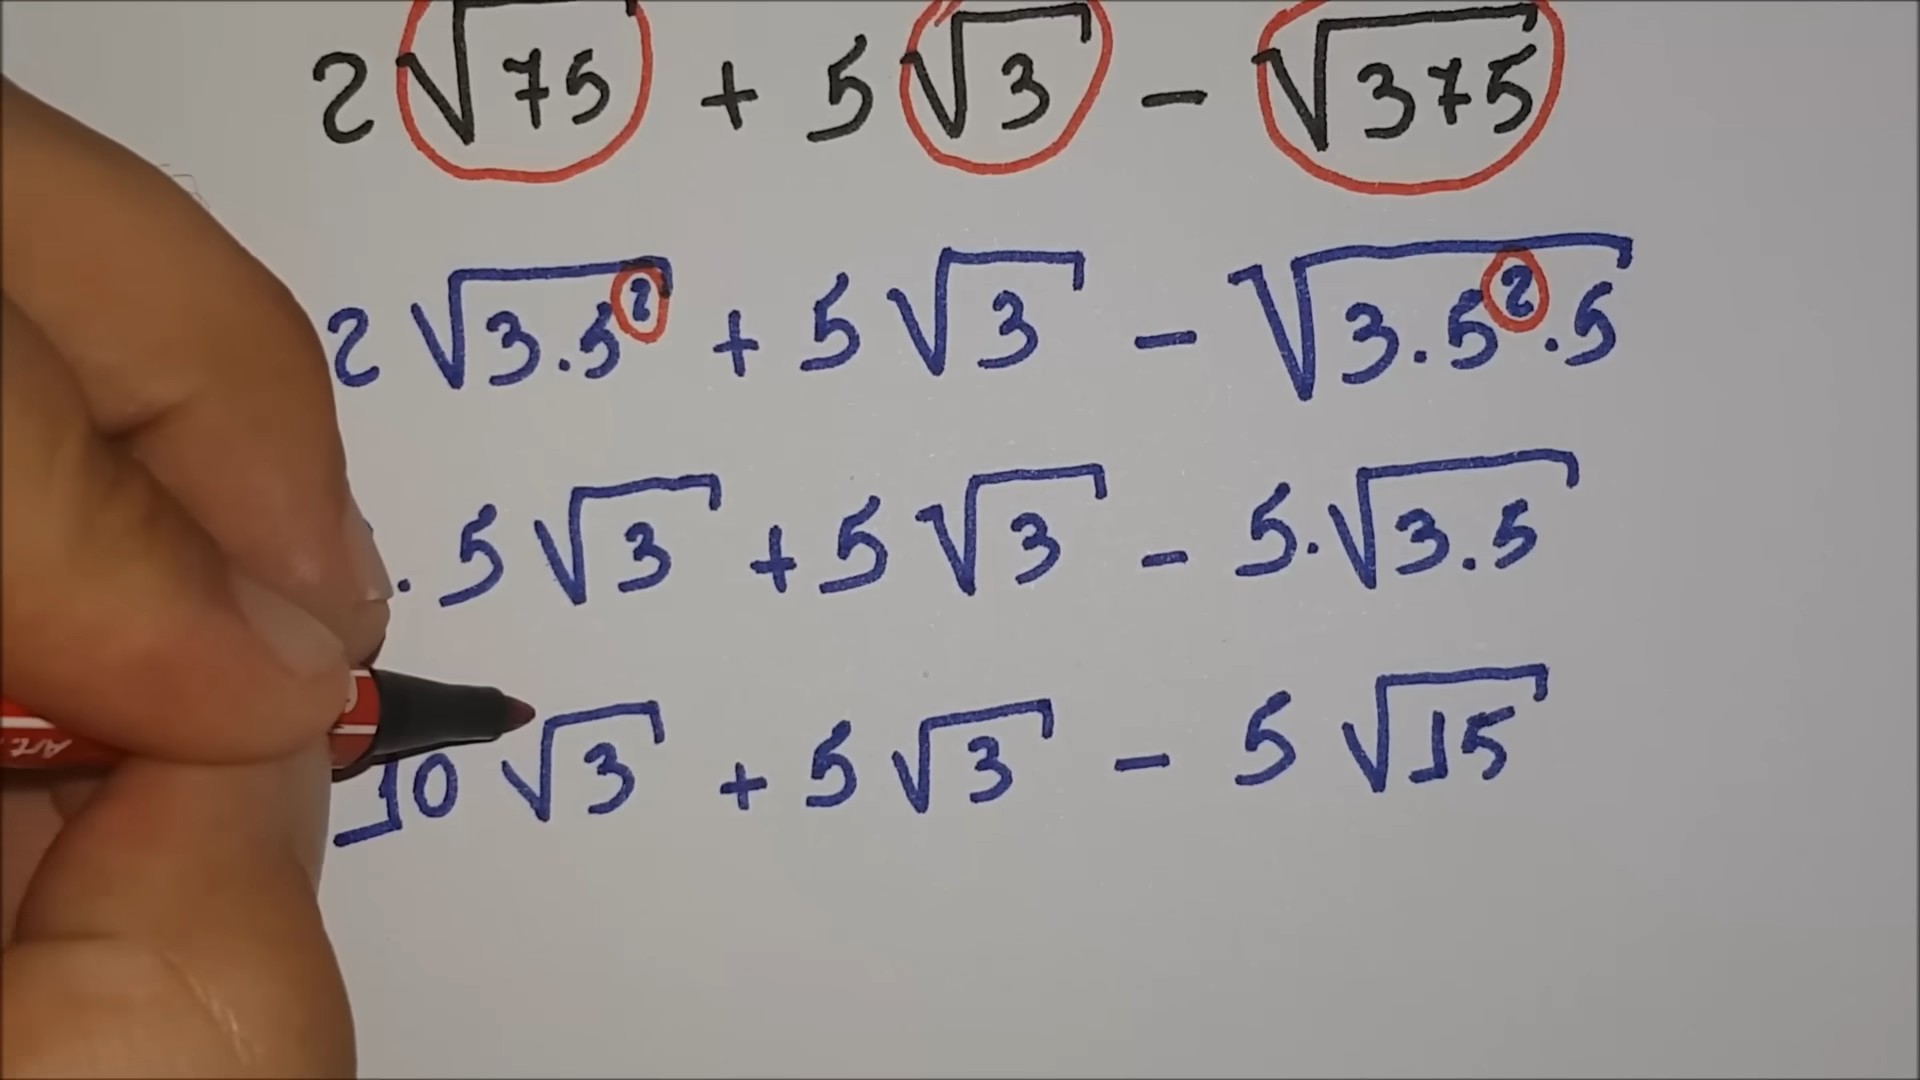 2√75 + 5√3 - √375
2√3.5² + 5√3 - √3.5².5
. 5√3 + 5√3 - 5.√3.5
10√3 + 5√3 - 5√15